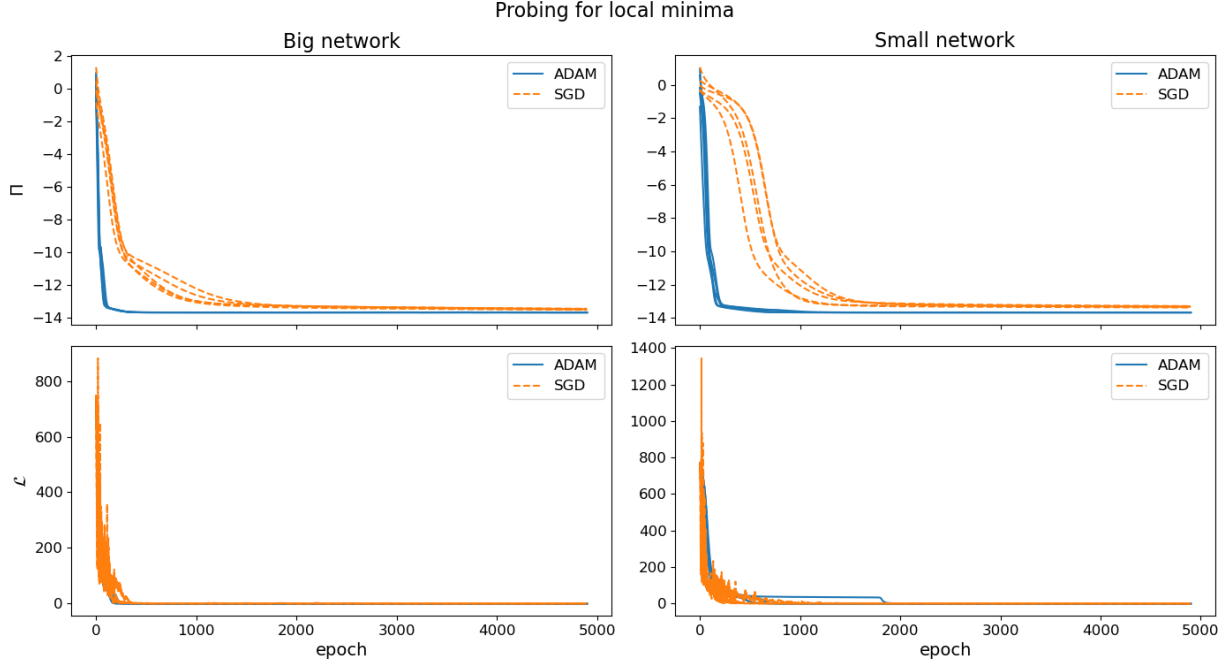 Probing for local minima
Big network
Small network
2
0
−2
−4
−6
−8
−10
−12
−14
Π
ADAM
SGD
2
0
−2
−4
−6
−8
−10
−12
−14
ADAM
SGD
800
600
400
200
0
ℒ
ADAM
SGD
0 1000 2000 3000 4000 5000
epoch
1400
1200
1000
800
600
400
200
0
ADAM
SGD
0 1000 2000 3000 4000 5000
epoch